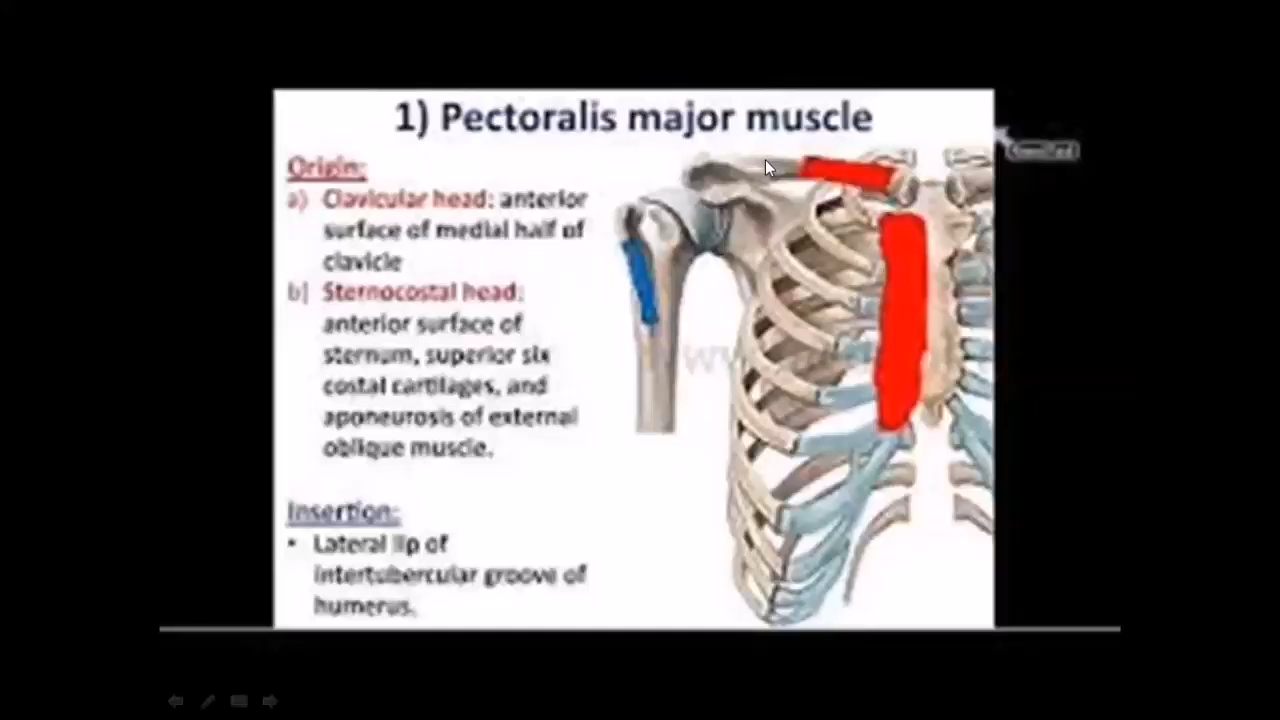 1) Pectoralis major muscle
Origin:
a) Clavicular head: anterior
surface of medial half of
clavicle
b) Sternocostal head:
anterior surface of
sternum, superior six
costal cartilages, and
aponeurosis of external
oblique muscle.
Insertion:
• Lateral lip of
intertubercular groove of
humerus.